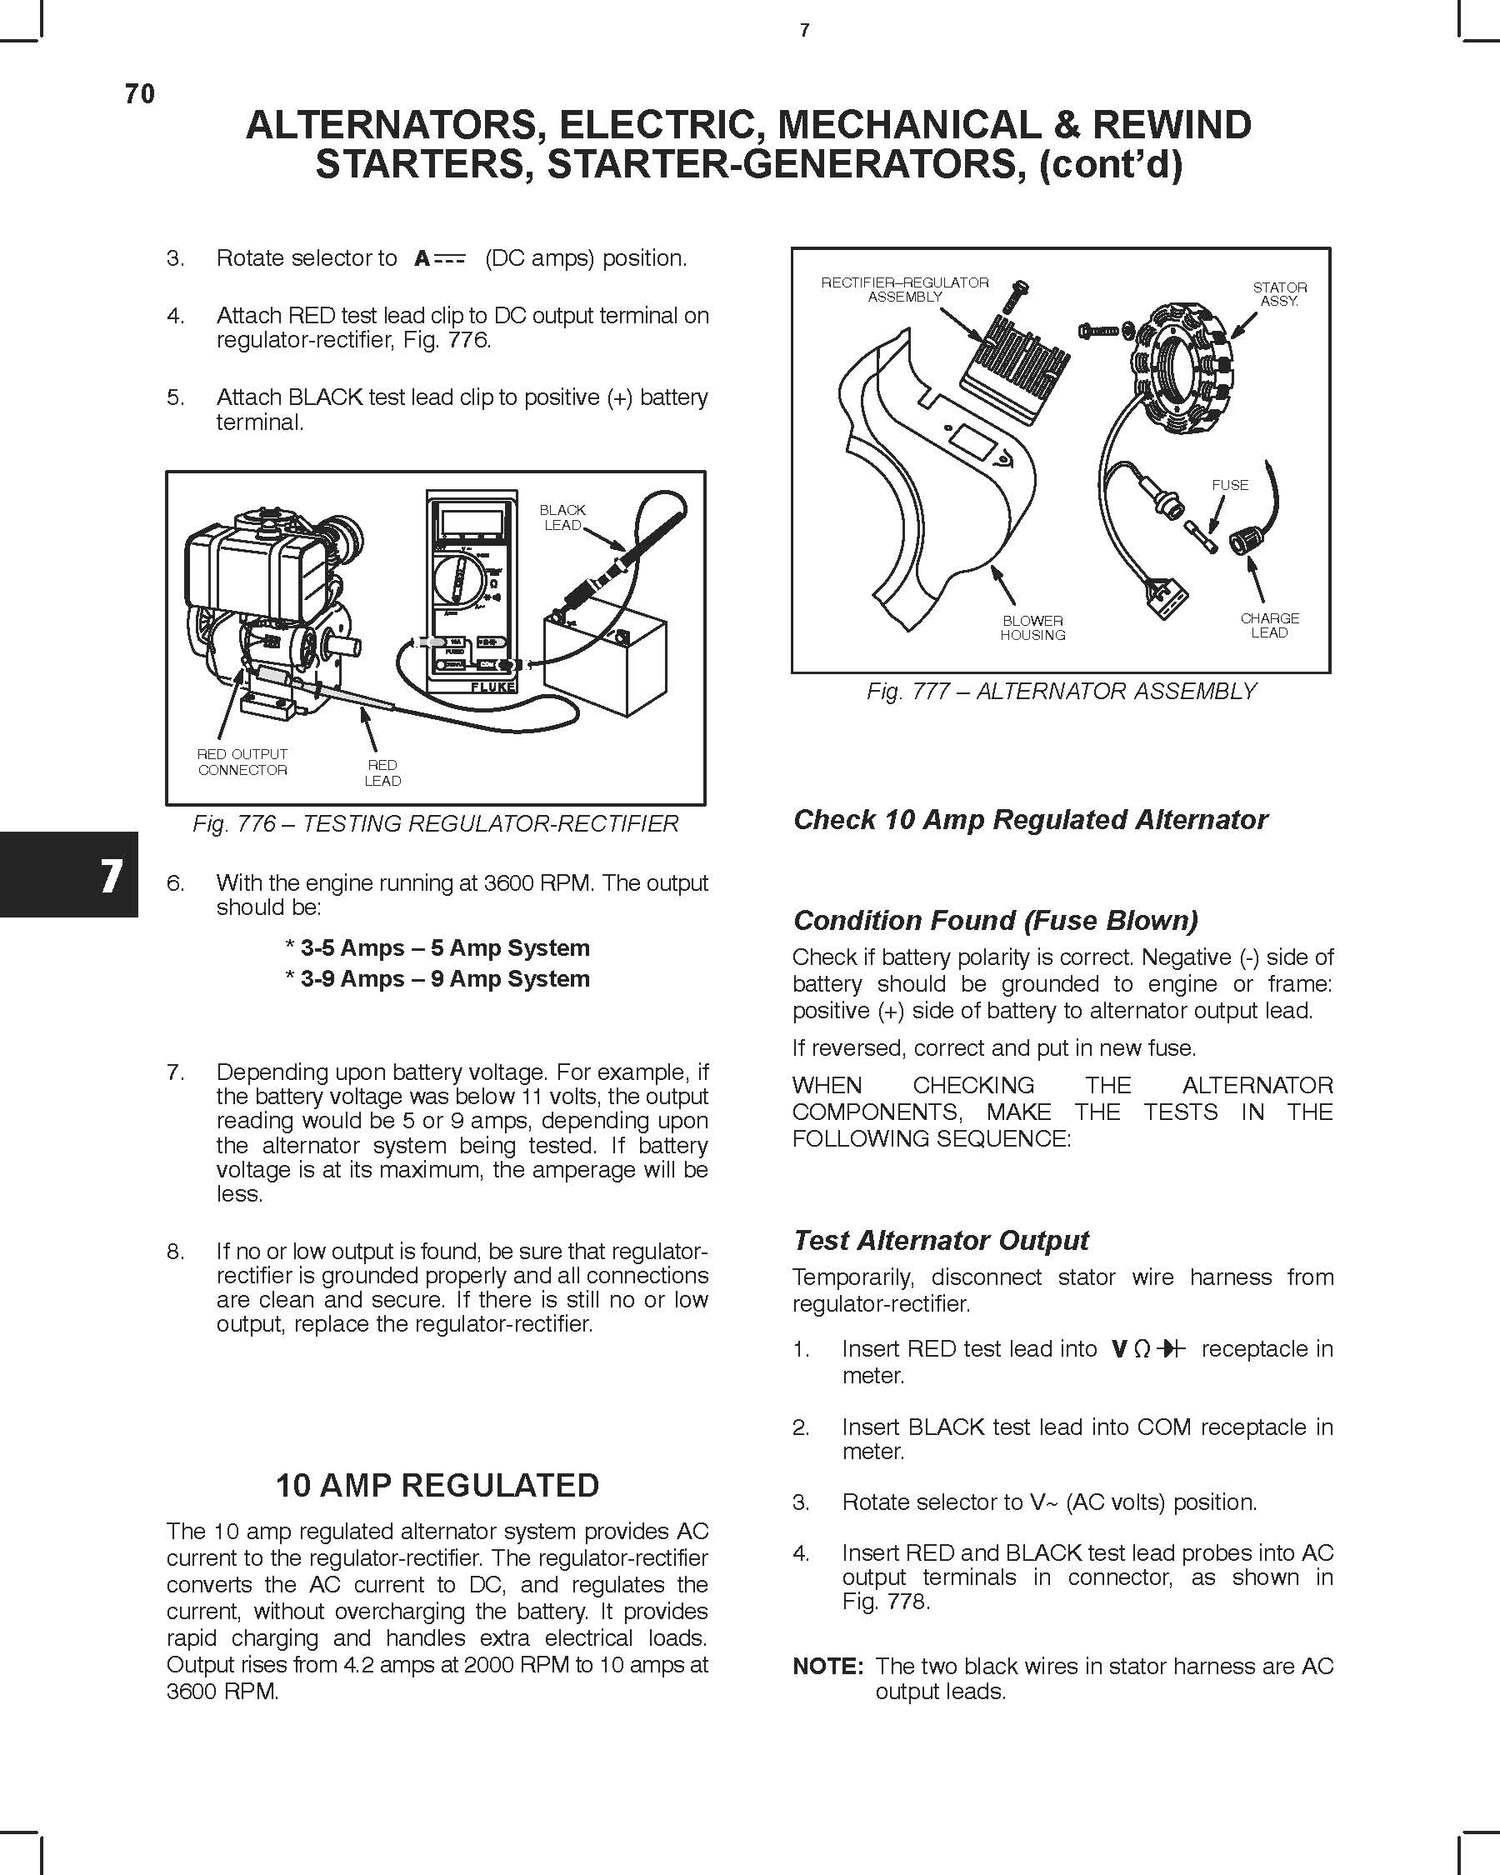 7
70
ALTERNATORS, ELECTRIC, MECHANICAL & REWIND
STARTERS, STARTER-GENERATORS, (cont’d)
3. Rotate selector to A (DC amps) position.
4. Attach RED test lead clip to DC output terminal on
regulator-rectifier, Fig. 776.
5. Attach BLACK test lead clip to positive (+) battery
terminal.
BLACK
LEAD
FLUKE
RED OUTPUT
CONNECTOR
RED
LEAD
Fig. 776 – TESTING REGULATOR-RECTIFIER
7
6. With the engine running at 3600 RPM. The output
should be:
* 3-5 Amps – 5 Amp System
* 3-9 Amps – 9 Amp System
7. Depending upon battery voltage. For example, if
the battery voltage was below 11 volts, the output
reading would be 5 or 9 amps, depending upon
the alternator system being tested. If battery
voltage is at its maximum, the amperage will be
less.
8. If no or low output is found, be sure that regulator-
rectifier is grounded properly and all connections
are clean and secure. If there is still no or low
output, replace the regulator-rectifier.
10 AMP REGULATED
The 10 amp regulated alternator system provides AC
current to the regulator-rectifier. The regulator-rectifier
converts the AC current to DC, and regulates the
current, without overcharging the battery. It provides
rapid charging and handles extra electrical loads.
Output rises from 4.2 amps at 2000 RPM to 10 amps at
3600 RPM.
RECTIFIER–REGULATOR
ASSEMBLY
STATOR
ASSY.
FUSE
BLOWER
HOUSING
CHARGE
LEAD
Fig. 777 – ALTERNATOR ASSEMBLY
Check 10 Amp Regulated Alternator
Condition Found (Fuse Blown)
Check if battery polarity is correct. Negative (-) side of
battery should be grounded to engine or frame:
positive (+) side of battery to alternator output lead.
If reversed, correct and put in new fuse.
WHEN CHECKING THE ALTERNATOR
COMPONENTS, MAKE THE TESTS IN THE
FOLLOWING SEQUENCE:
Test Alternator Output
Temporarily, disconnect stator wire harness from
regulator-rectifier.
1. Insert RED test lead into V Ω receptacle in
meter.
2. Insert BLACK test lead into COM receptacle in
meter.
3. Rotate selector to V~ (AC volts) position.
4. Insert RED and BLACK test lead probes into AC
output terminals in connector, as shown in
Fig. 778.
NOTE: The two black wires in stator harness are AC
output leads.